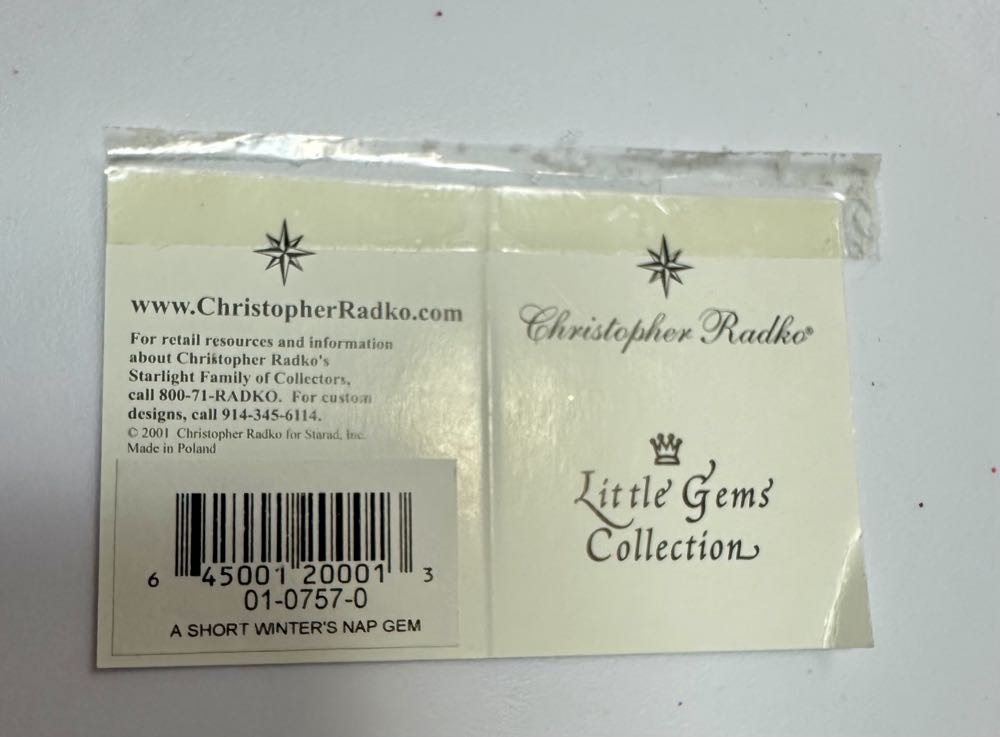 www.ChristopherRadko.com
For retail resources and information
about Christopher Radko's
Starlight Family of Collectors,
call 800-71-RADKO. For custom
designs, call 914-345-6114.
© 2001 Christopher Radko for Starad, Inc.
Made in Poland
6 45001 20001 3
01-0757-0
A SHORT WINTER'S NAP GEM
Christopher Radko®
Little Gems
Collection